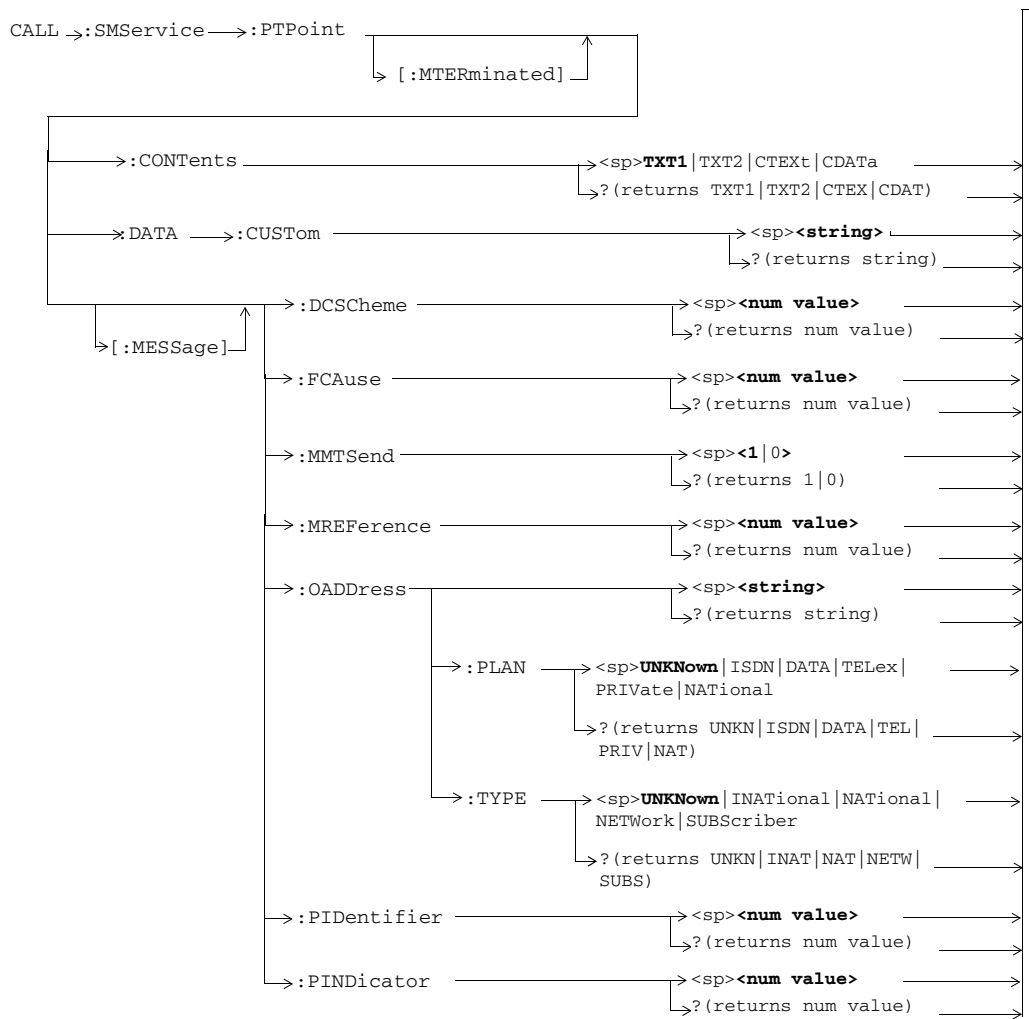 CALL :SMService :PTPoint
[:MTERminated]
:CONTents <sp>TXT1|TXT2|CTEXt|CDATa
?(returns TXT1|TXT2|CTEX|CDAT)
:DATA :CUSTom <sp><string>
?(returns string)
:DCSCheme <sp><num value>
?(returns num value)
[:MESSage]
:FCAuse <sp><num value>
?(returns num value)
:MMTSend <sp><1|0>
?(returns 1|0)
:MREFerence <sp><num value>
?(returns num value)
:OADDress <sp><string>
?(returns string)
:PLAN <sp>UNKNown|ISDN|DATA|TELex|
PRIVate|NATional
?(returns UNKN|ISDN|DATA|TEL|
PRIV|NAT)
:TYPE <sp>UNKNown|INATional|NATional|
NETWork|SUBScriber
?(returns UNKN|INAT|NAT|NETW|
SUBS)
:PIDentifier <sp><num value>
?(returns num value)
:PINDicator <sp><num value>
?(returns num value)